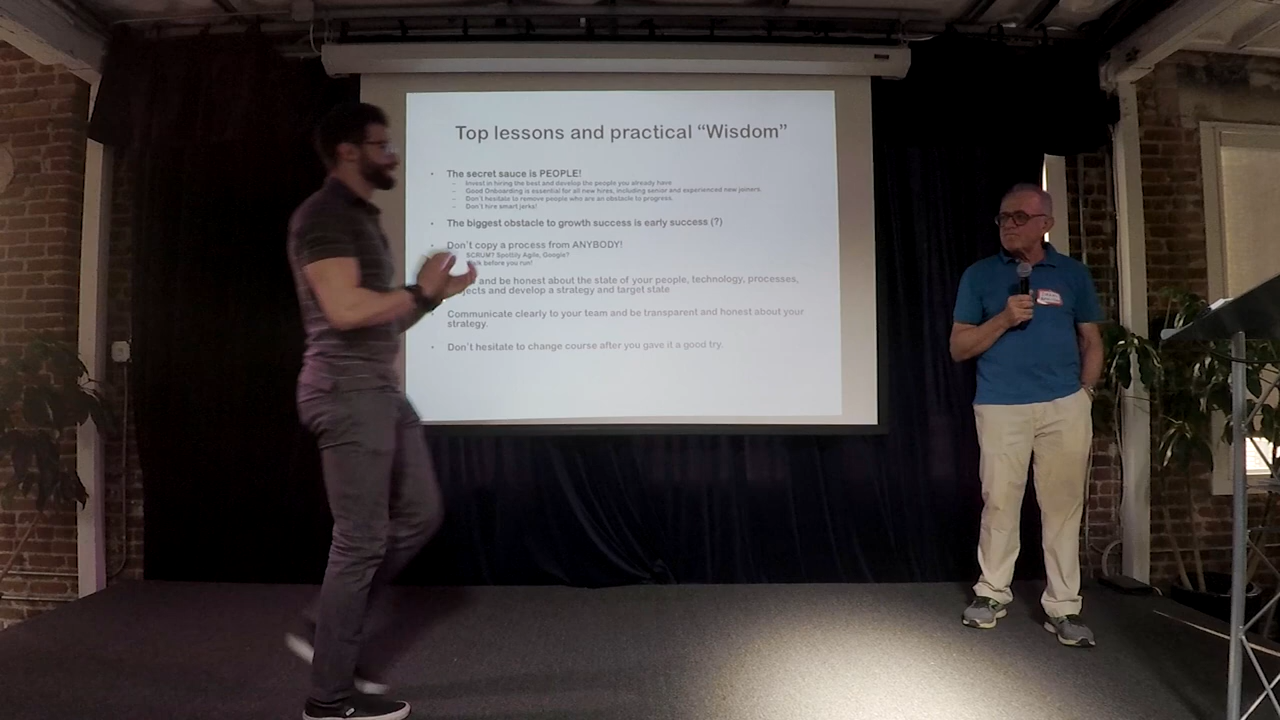 Top lessons and practical “Wisdom”
• The secret sauce is PEOPLE!
– Invest in hiring the best and develop the people you already have
– Good Onboarding is essential for all new hires, including senior and experienced new joiners.
– Don't hesitate to remove people who are an obstacle to progress.
– Don't hire smart jerks!
• The biggest obstacle to growth success is early success (?)
• Don't copy a process from ANYBODY!
SCRUM? Spotbly Agile, Google?
before you run!
and be honest about the state of your people, technology, processes,
and develop a strategy and target state
Communicate clearly to your team and be transparent and honest about your
strategy.
• Don't hesitate to change course after you gave it a good try.